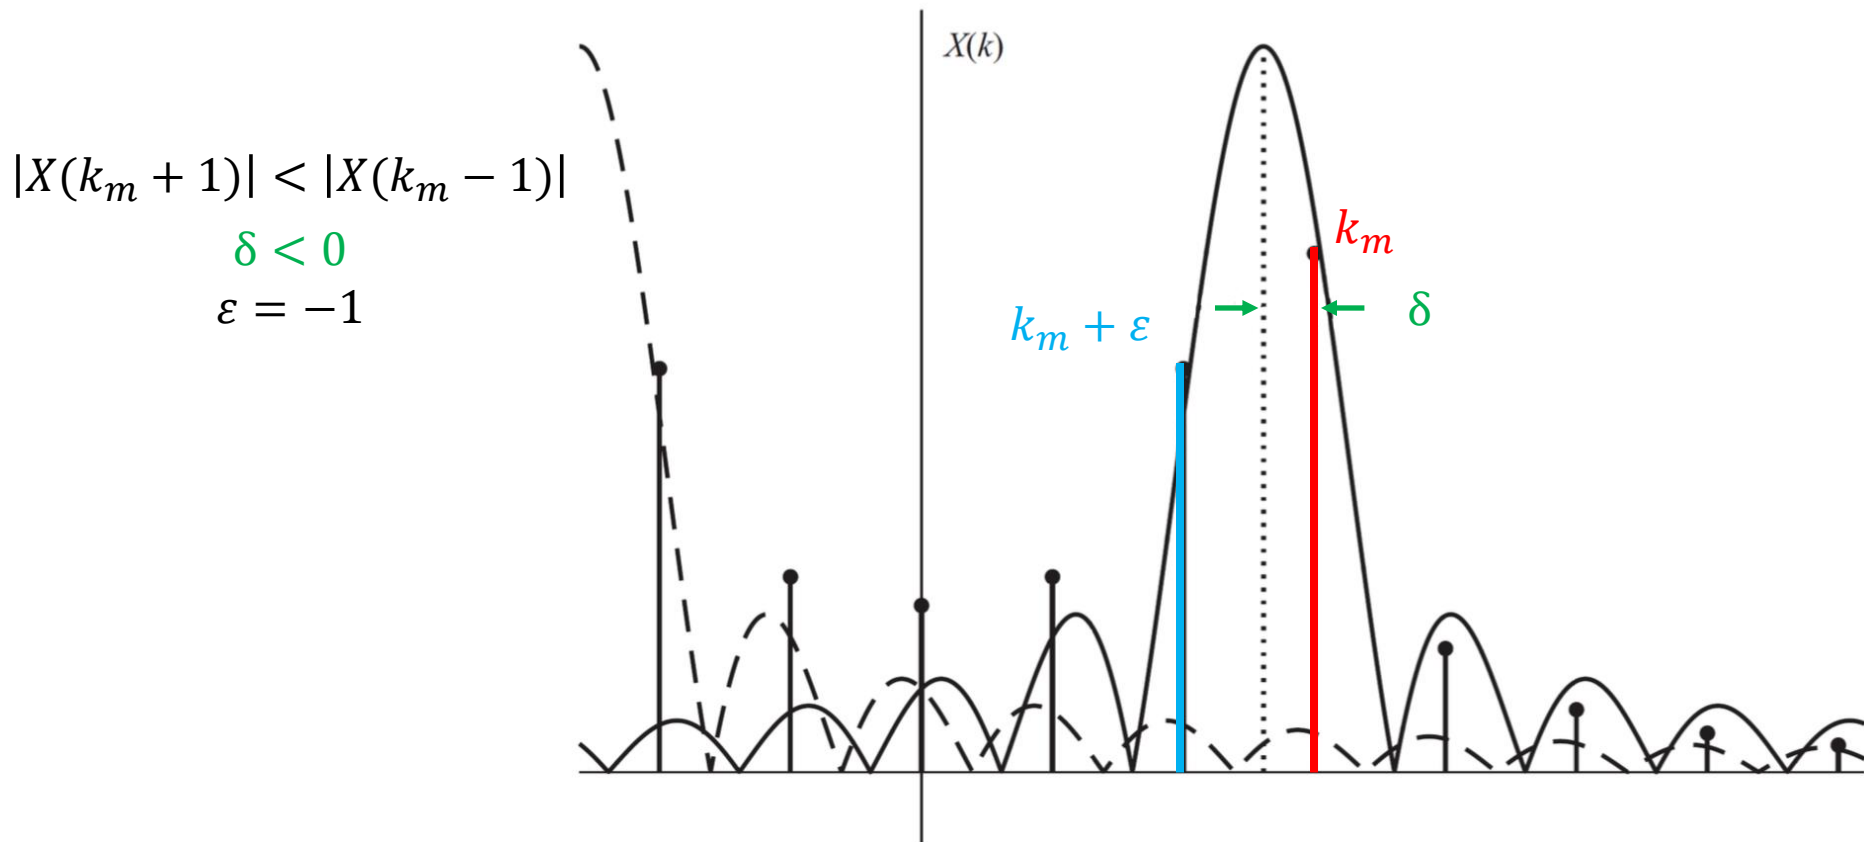 X(k)
|X(k_m + 1)| < |X(k_m − 1)|
δ < 0
ε = −1
k_m
k_m + ε
δ